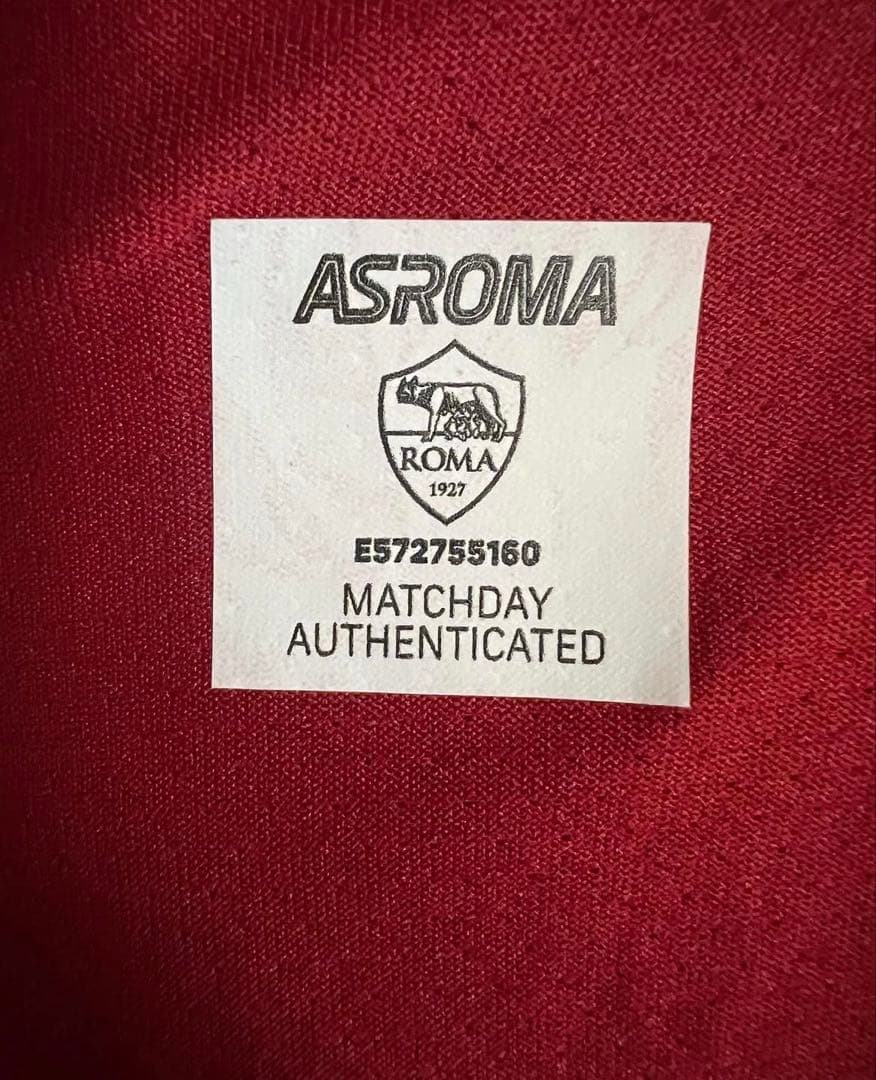 ASROMA
ROMA
1927
E572755160
MATCHDAY
AUTHENTICATED